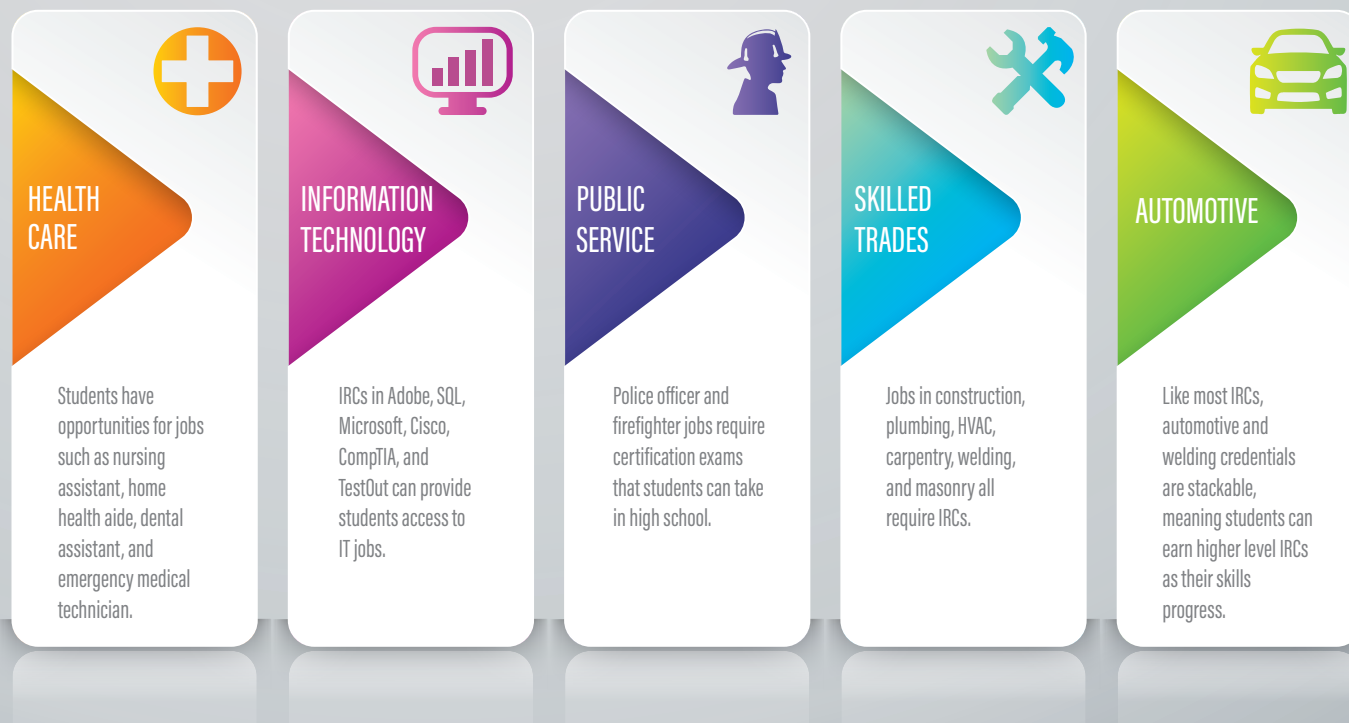 HEALTH
CARE
Students have
opportunities for jobs
such as nursing
assistant, home
health aide, dental
assistant, and
emergency medical
technician.
INFORMATION
TECHNOLOGY
IRCs in Adobe, SQL,
Microsoft, Cisco,
CompTIA, and
TestOut can provide
students access to
IT jobs.
PUBLIC
SERVICE
Police officer and
firefighter jobs require
certification exams
that students can take
in high school.
SKILLED
TRADES
Jobs in construction,
plumbing, HVAC,
carpentry, welding,
and masonry all
require IRCs.
AUTOMOTIVE
Like most IRCs,
automotive and
welding credentials
are stackable,
meaning students can
earn higher level IRCs
as their skills
progress.